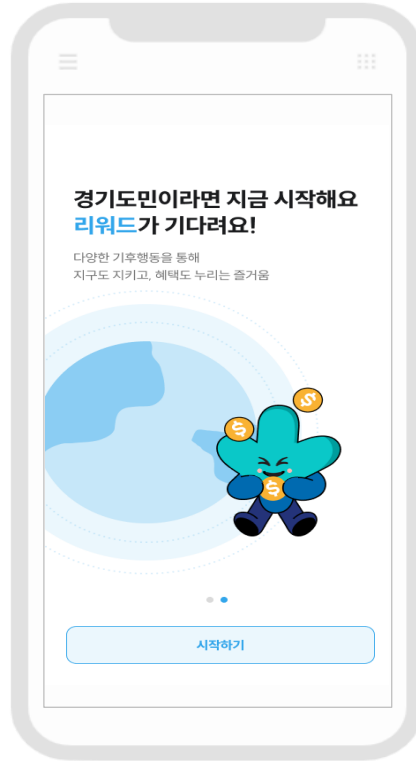 경기도민이라면 지금 시작해요
리워드가 기다려요!
다양한 기후행동을 통해
지구도 지키고, 혜택도 누리는 즐거움
$
$
$
시작하기